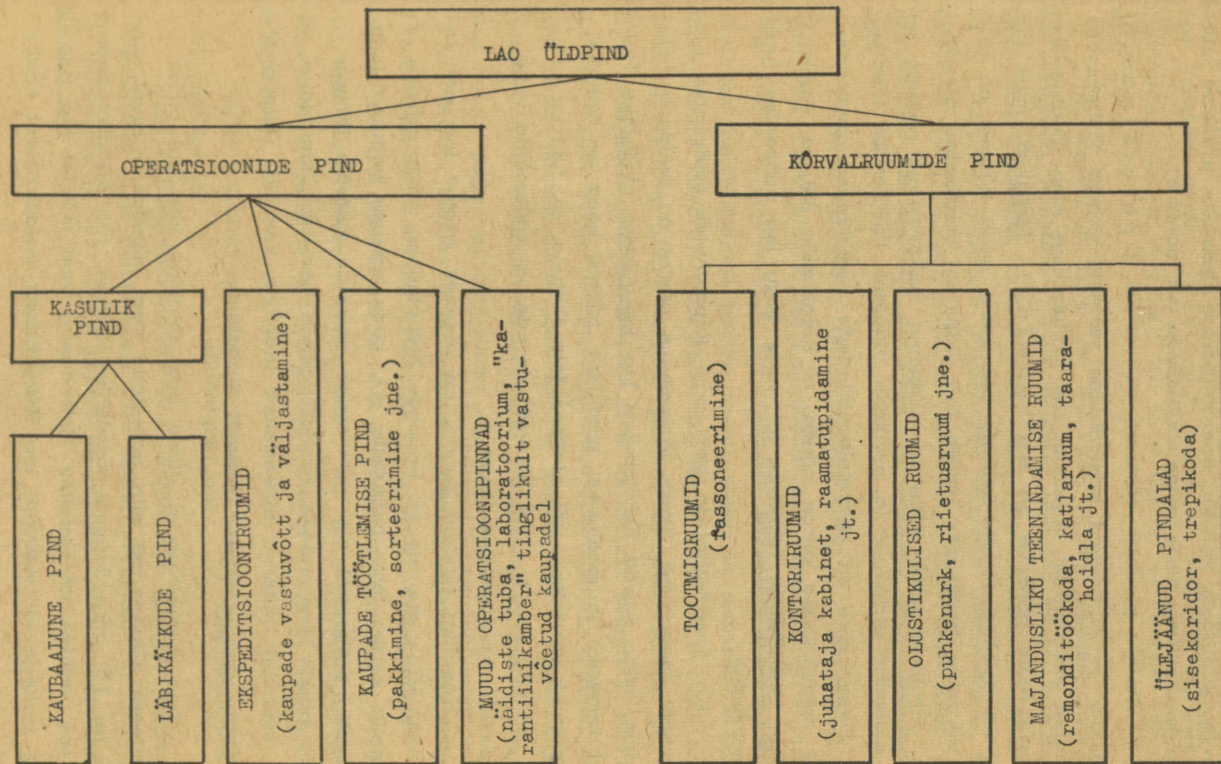 LAO ÜLDPIND
OPERATSIOONIDE PIND
KÕRVALRUUMIDE PIND
KASULIK
PIND
KAUBAALUNE PIND
LÄBIKÄIKUDE PIND
EKSPEDITSIOONIRUUMID
(kaupade vastuvõtt ja väljastamine)
KAUPADE TÖÖTLEMISE PIND
(pakkimine, sorteerimine jne.)
MUUD OPERATSIOONIPINNAD
(näidiste tuba, laboratoorium, "ka-
rantiinikamber" tinglikult vastu-
võetud kaupadel
TOOTMISRUUMID
(fassoneerimine)
KONTORIRUUMID
(juhataja kabinet, raamatupidamine
jt.)
OLUSTIKULISED RUUMID
(puhkenurk, riietusruum jne.)
MAJANDUSLIKU TEENINDAMISE RUUMID
(remonditöökoda, katlaruum, taara-
hoidla jt.)
ÜLEJÄÄNUD PINDALAD
(sisekoridor, trepikoda)